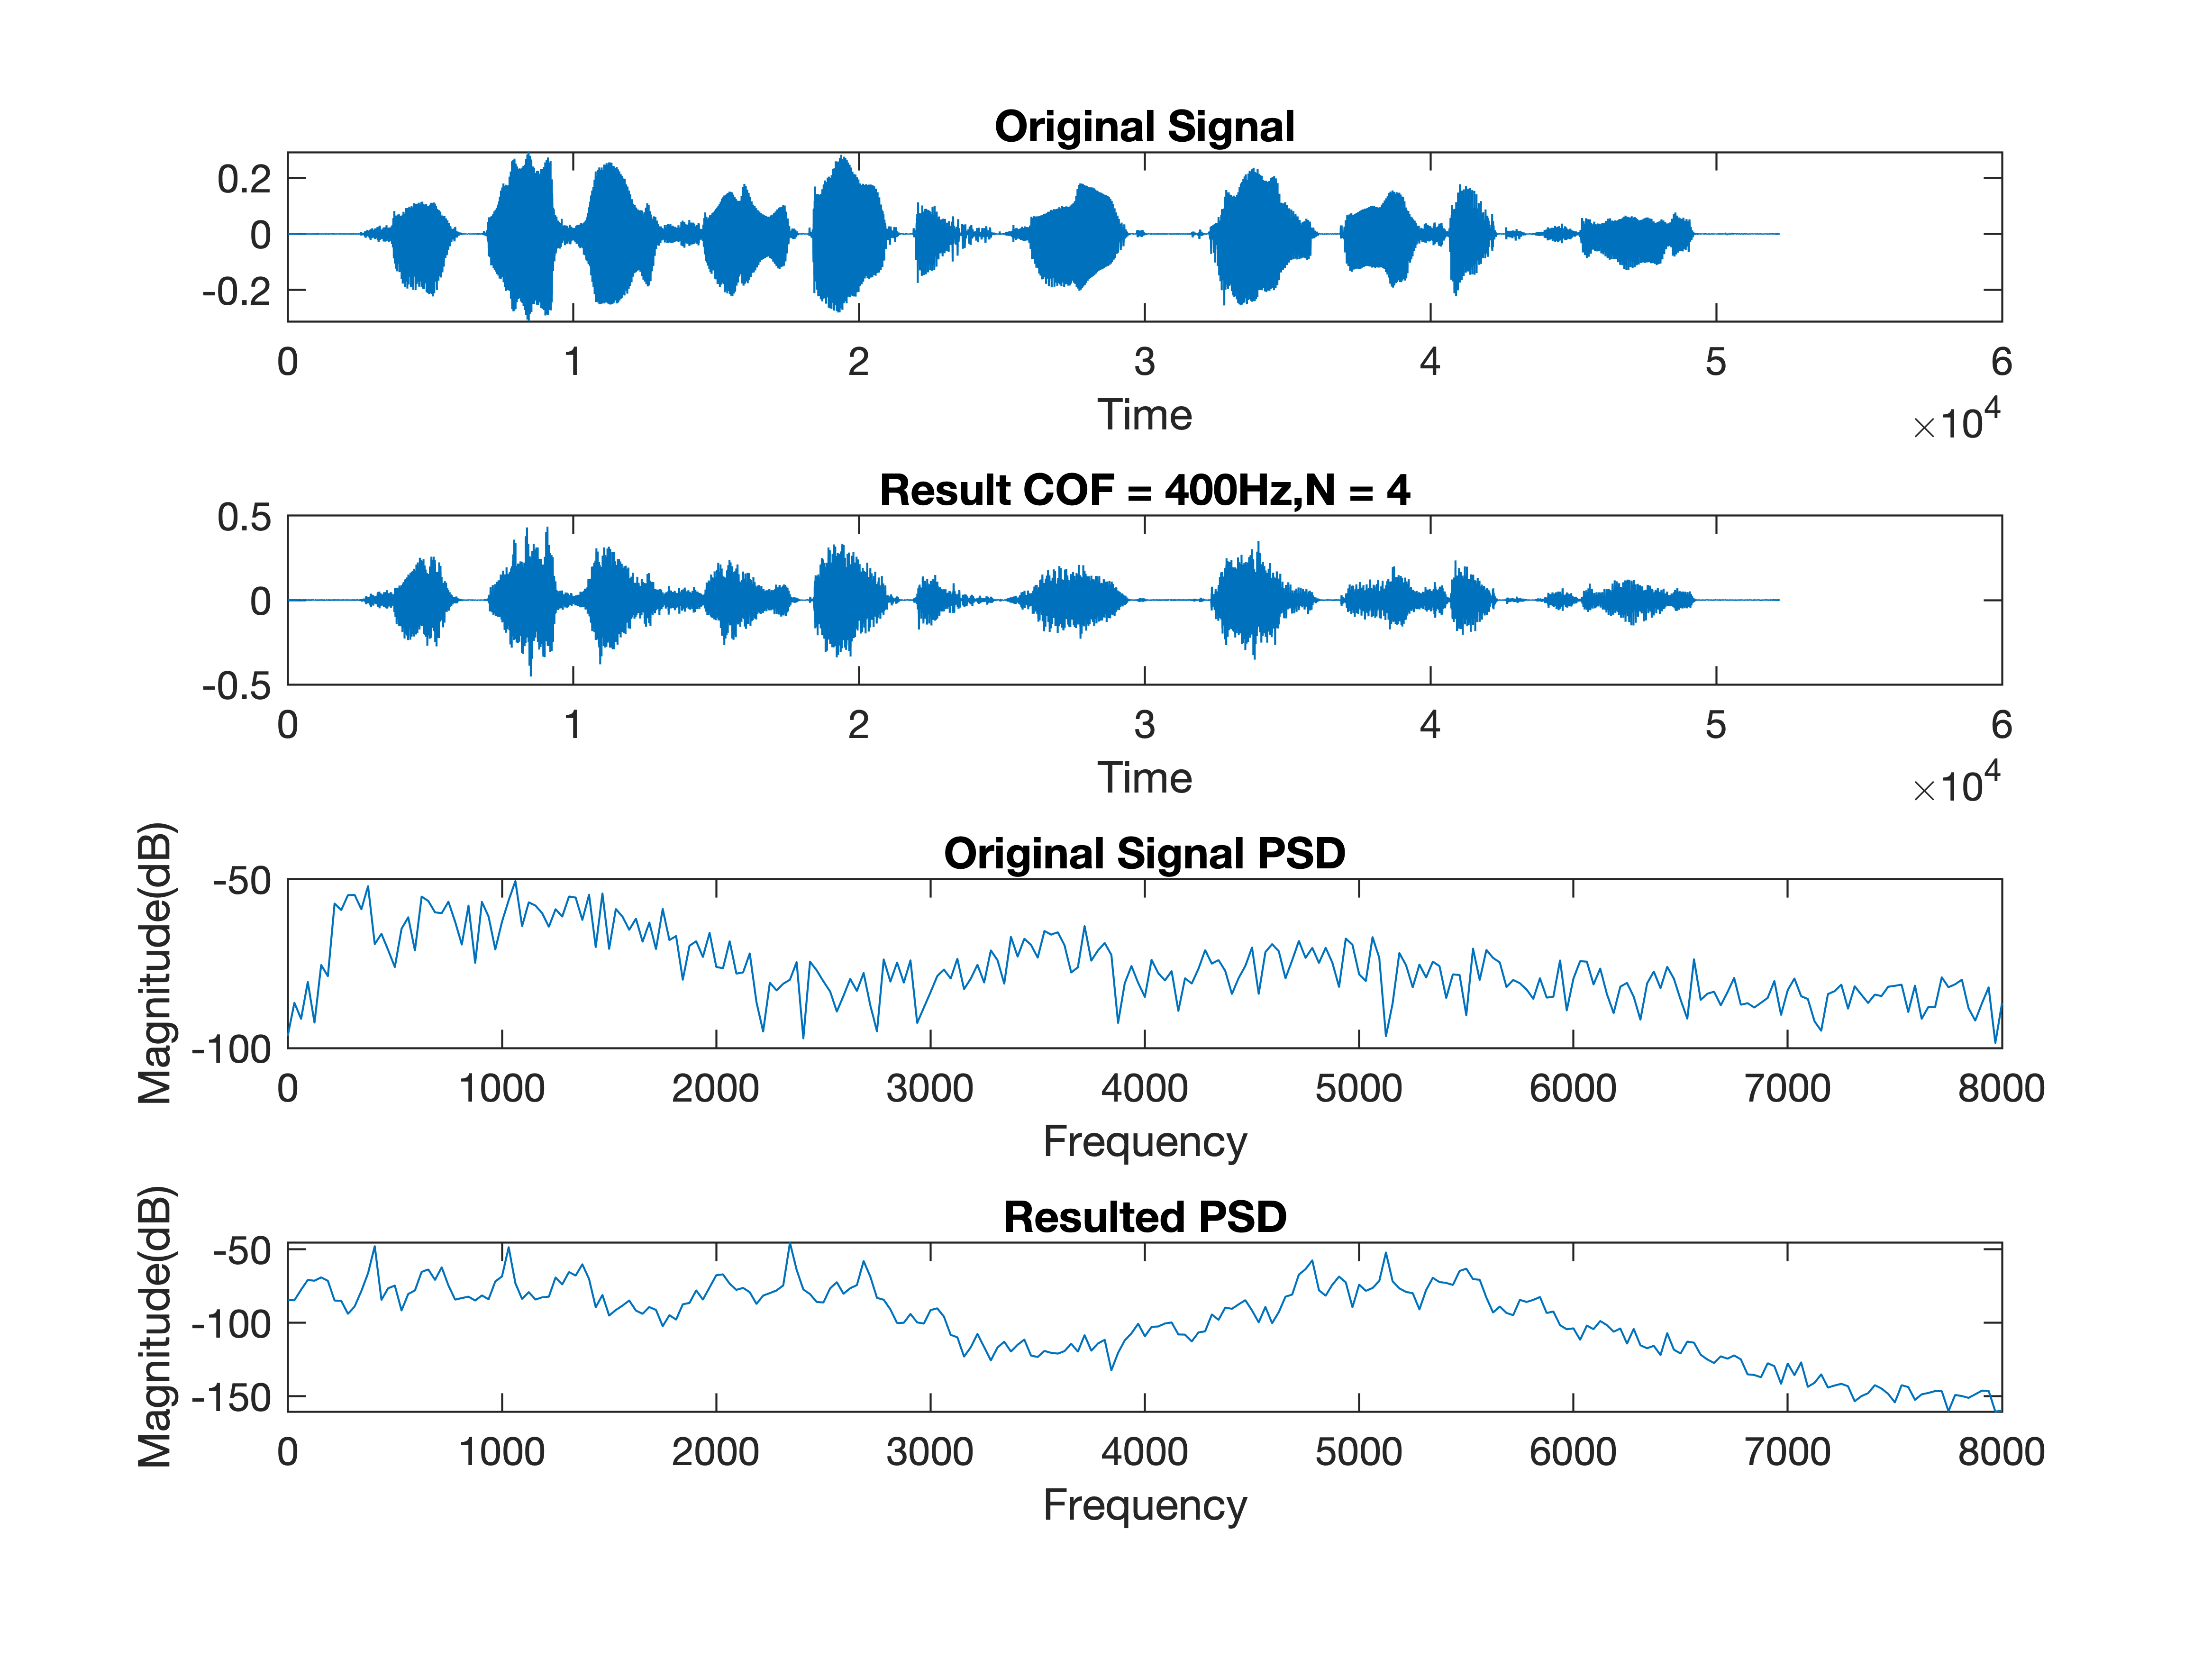 Original Signal
0.2
0
-0.2
0 1 2 3 4 5 6
Time
×10^4
Result COF = 400Hz,N = 4
0.5
0
-0.5
0 1 2 3 4 5 6
Time
×10^4
Original Signal PSD
Magnitude(dB)
-50
-100
0 1000 2000 3000 4000 5000 6000 7000 8000
Frequency
Resulted PSD
Magnitude(dB)
-50
-100
-150
0 1000 2000 3000 4000 5000 6000 7000 8000
Frequency